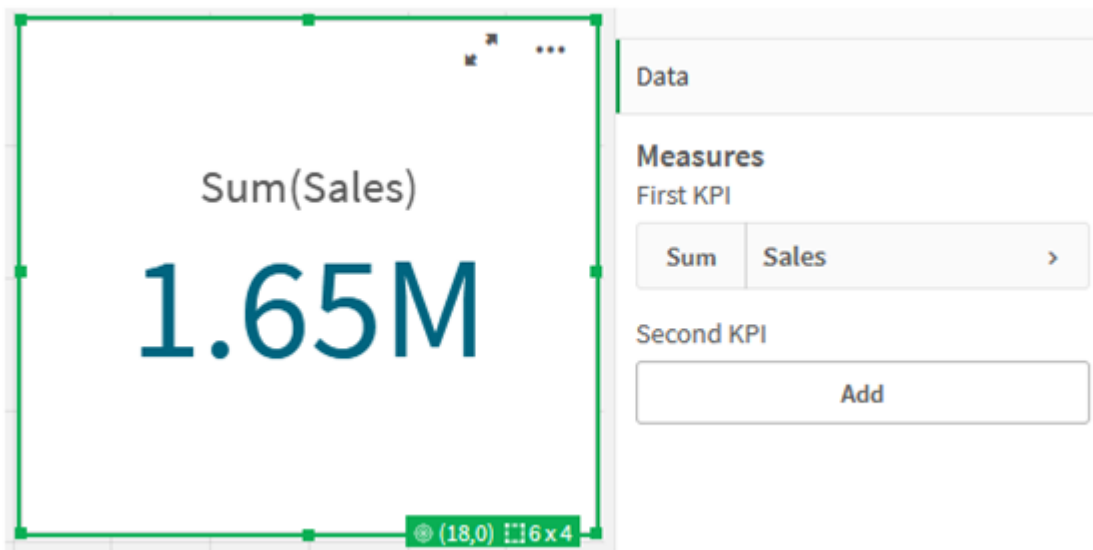 Sum(Sales)
1.65M
(18,0) 6 x 4
Data
Measures
First KPI
Sum Sales
Second KPI
Add